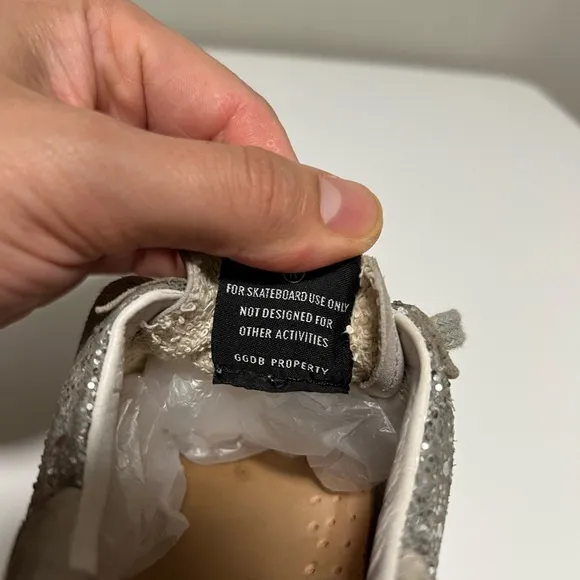 FOR SKATEBOARD USE ONLY
NOT DESIGNED FOR
OTHER ACTIVITIES
GGDB PROPERTY